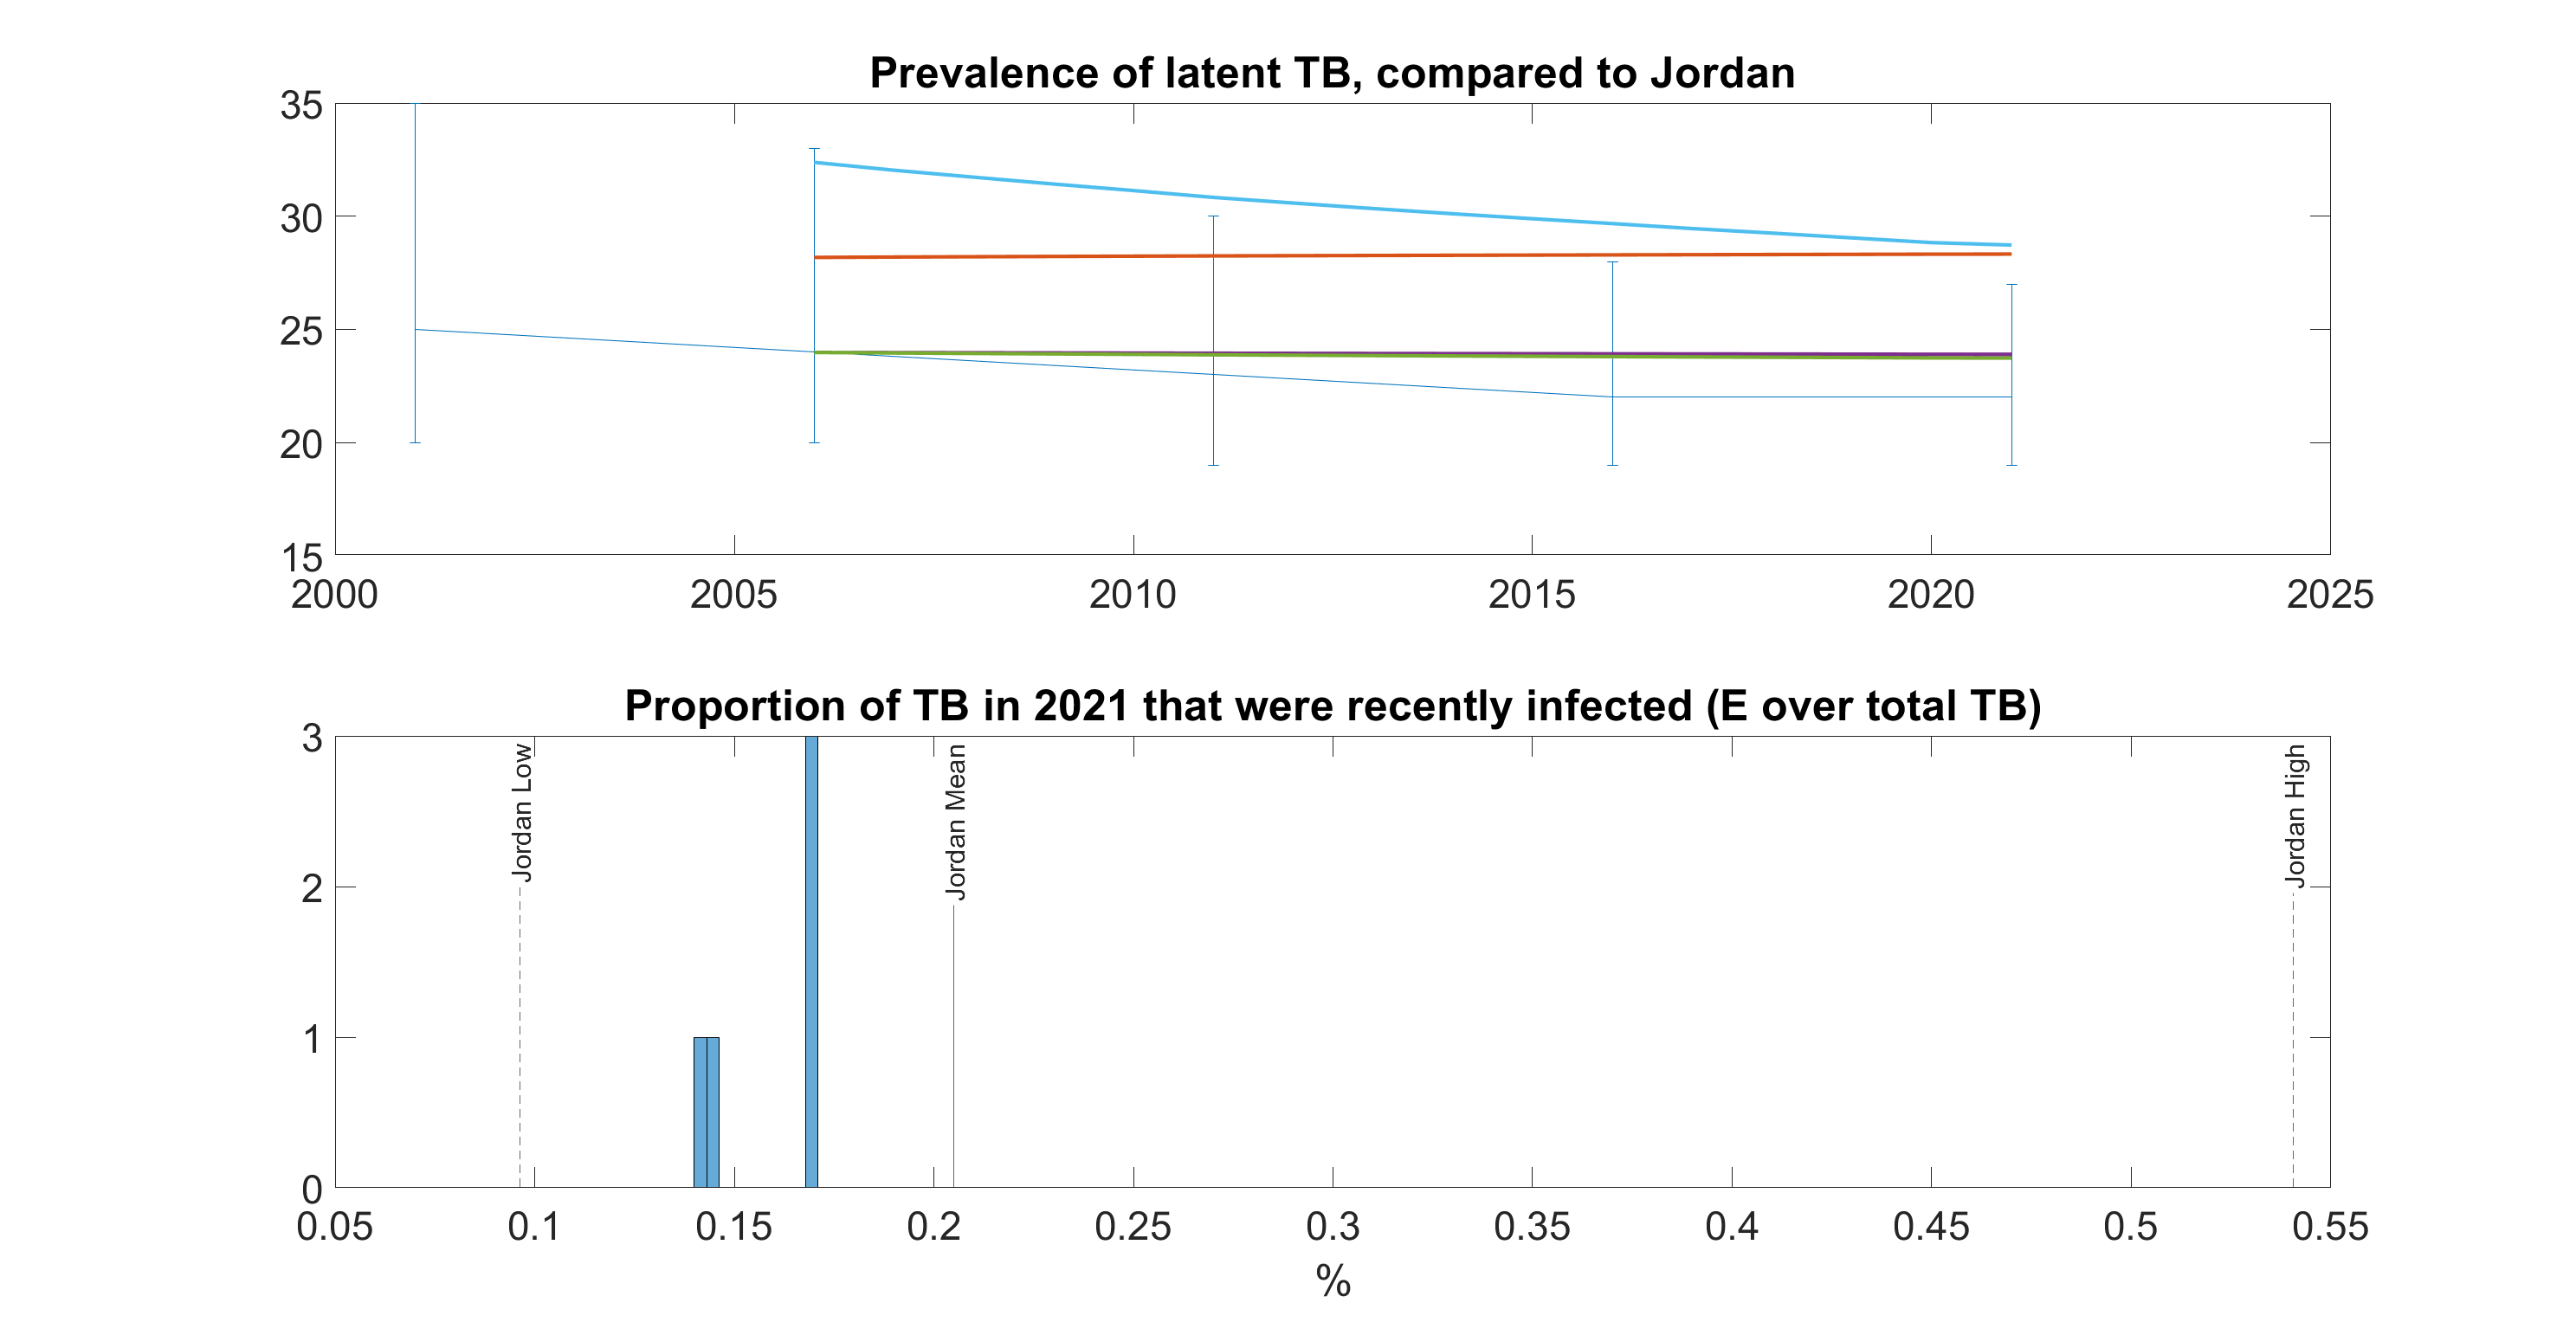 Prevalence of latent TB, compared to Jordan
35
30
25
20
15
2000 2005 2010 2015 2020 2025
Proportion of TB in 2021 that were recently infected (E over total TB)
3
2
1
0
Jordan Low
Jordan Mean
Jordan High
0.05 0.1 0.15 0.2 0.25 0.3 0.35 0.4 0.45 0.5 0.55
%